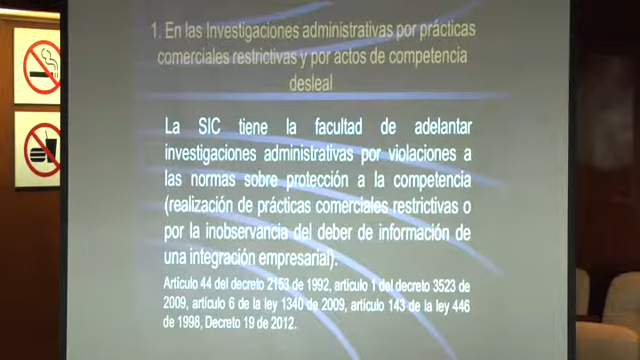 1. En las Investigaciones administrativas por prácticas
comerciales restrictivas y por actos de competencia
desleal
La SIC tiene la facultad de adelantar
investigaciones administrativas por violaciones a
las normas sobre protección a la competencia
(realización de prácticas comerciales restrictivas o
por la inobservancia del deber de información de
una integración empresarial).
Artículo 44 del decreto 2153 de 1992, artículo 1 del decreto 3523 de
2009, artículo 6 de la ley 1340 de 2009, artículo 143 de la ley 446
de 1998, Decreto 19 de 2012.